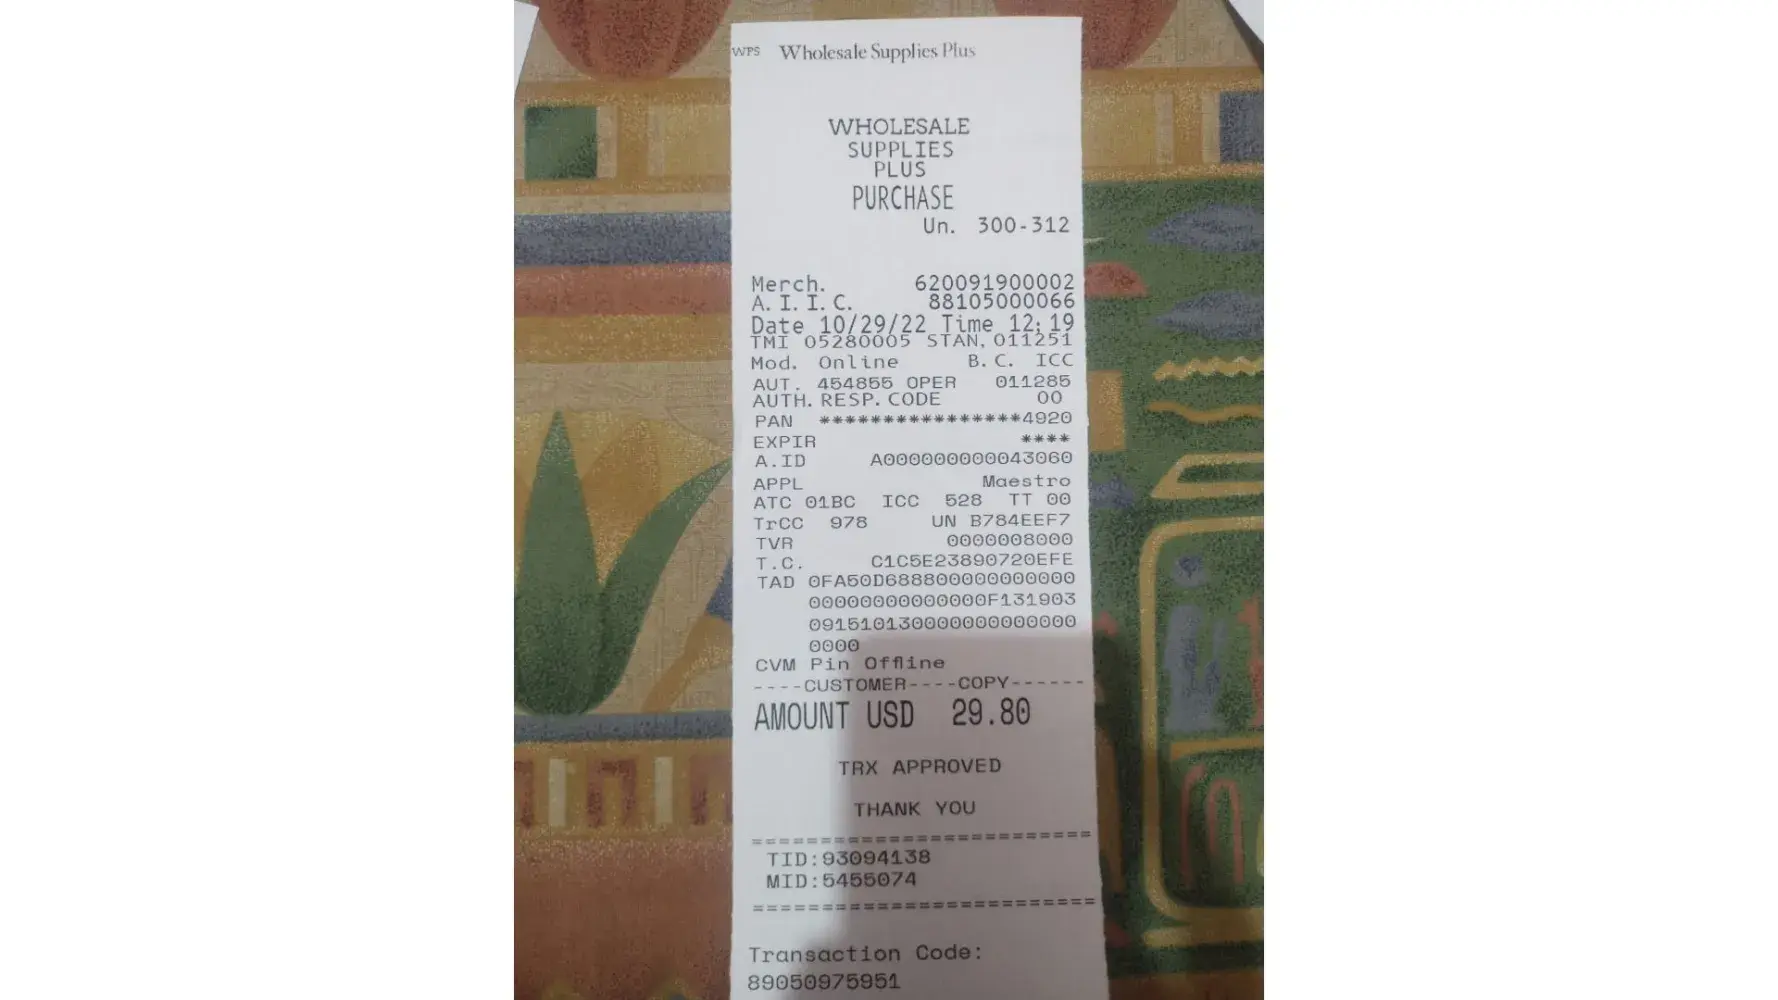 WPS Wholesale Supplies Plus
WHOLESALE
SUPPLIES
PLUS
PURCHASE
Un. 300-312
Merch. 620091900002
A.I.I.C. 88105000066
Date 10/29/22 Time 12;19
TMI 05280005 STAN.011251
Mod. Online B.C. ICC
AUT. 454855 OPER 011285
AUTH.RESP.CODE 00
PAN ****************4920
EXPIR ****
A.ID A0000000000043060
APPL Maestro
ATC 01BC ICC 528 TT 00
TrCC 978 UN B784EEF7
TVR 0000008000
T.C. C1C5E23890720EFE
TAD 0FA50D688800000000000
00000000000000F131903
091510130000000000000
0000
CVM Pin Offline
----CUSTOMER----COPY------
AMOUNT USD 29.80
TRX APPROVED
THANK YOU
=============================
TID:93094138
MID:5455074
=============================
Transaction Code:
89050975951